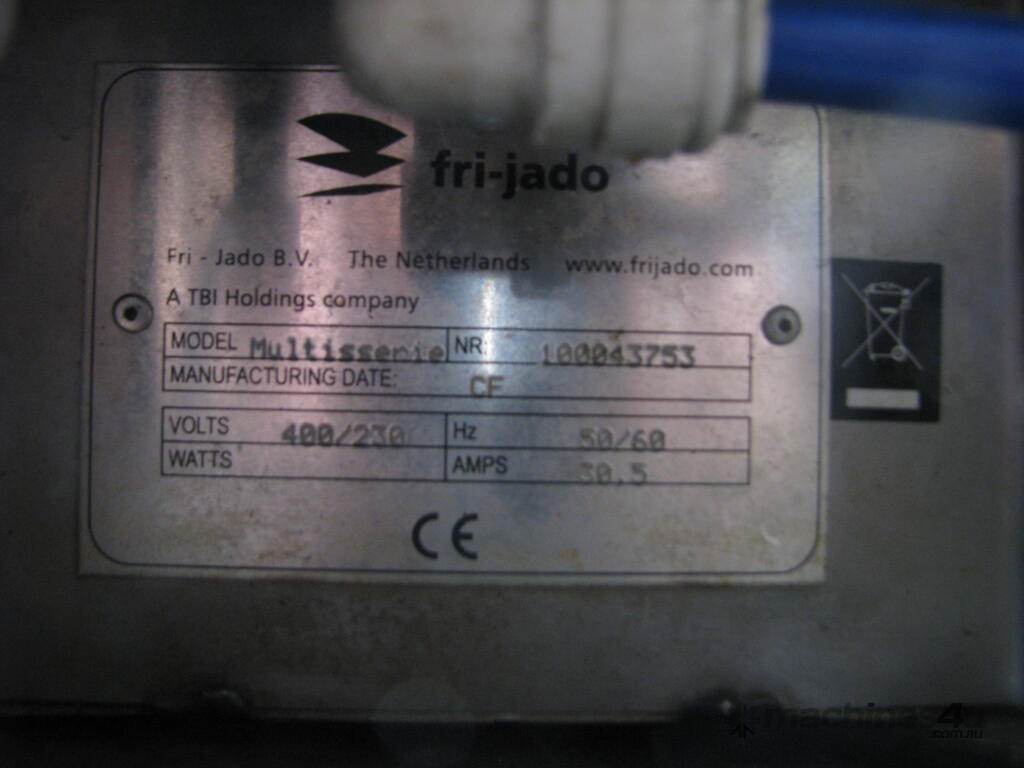 fri-jado
Fri - Jado B.V. The Netherlands www.frijado.com
A TBI Holdings company
MODEL Multisserie NR: 100043753
MANUFACTURING DATE: CF
VOLTS 400/230 Hz 50/60
WATTS AMPS 30,5
CE
machines4u
.com.au